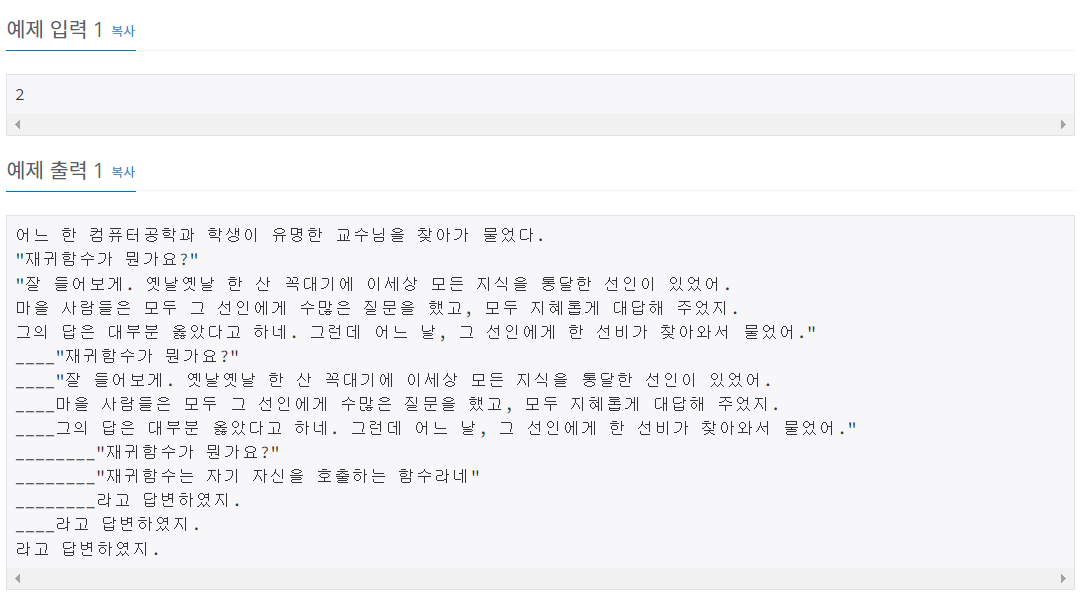 예제 입력 1 복사
2
예제 출력 1 복사
어느 한 컴퓨터공학과 학생이 유명한 교수님을 찾아가 물었다.
"재귀함수가 뭔가요?"
"잘 들어보게. 옛날옛날 한 산 꼭대기에 이세상 모든 지식을 통달한 선인이 있었어.
마을 사람들은 모두 그 선인에게 수많은 질문을 했고, 모두 지혜롭게 대답해 주었지.
그의 답은 대부분 옳았다고 하네. 그런데 어느 날, 그 선인에게 한 선비가 찾아와서 물었어."
____"재귀함수가 뭔가요?"
____"잘 들어보게. 옛날옛날 한 산 꼭대기에 이세상 모든 지식을 통달한 선인이 있었어.
____마을 사람들은 모두 그 선인에게 수많은 질문을 했고, 모두 지혜롭게 대답해 주었지.
____그의 답은 대부분 옳았다고 하네. 그런데 어느 날, 그 선인에게 한 선비가 찾아와서 물었어."
________"재귀함수가 뭔가요?"
________"재귀함수는 자기 자신을 호출하는 함수라네"
________라고 답변하였지.
____라고 답변하였지.
라고 답변하였지.